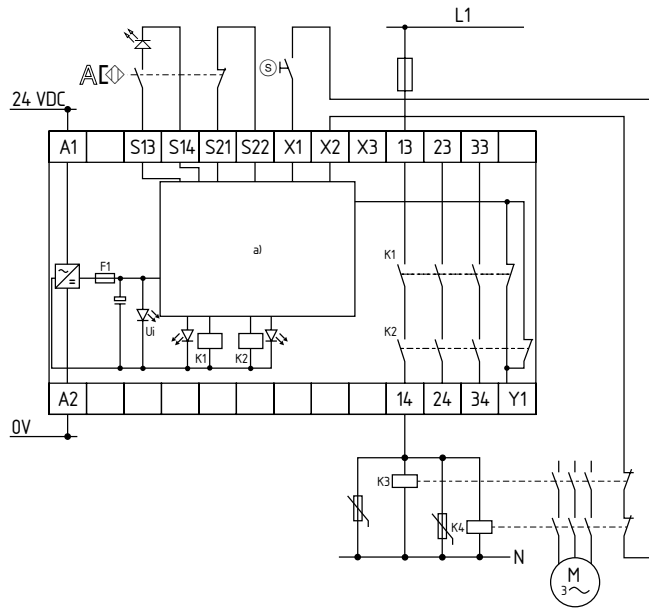 L1
S
A
24 VDC
A1 S13 S14 S21 S22 X1 X2 X3 13 23 33
a)
K1
F1
Ui
K1 K2
K2
A2 14 24 34 Y1
0V
K3
K4
N
M
3